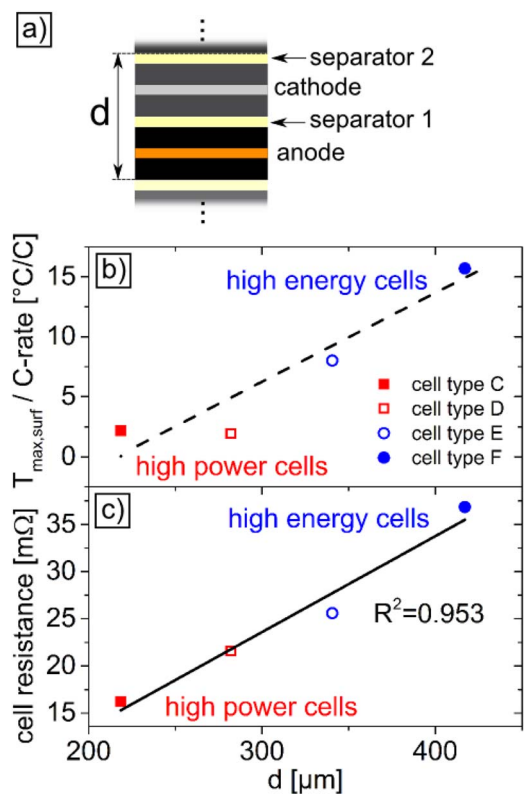 a)
separator 2
cathode
d
separator 1
anode
b)
high energy cells
T_max,surf / C-rate [°C/C]
15
10
5
0
cell type C
cell type D
cell type E
cell type F
high power cells
c)
high energy cells
cell resistance [mΩ]
35
30
25
20
15
R²=0.953
high power cells
200 300 400
d [µm]